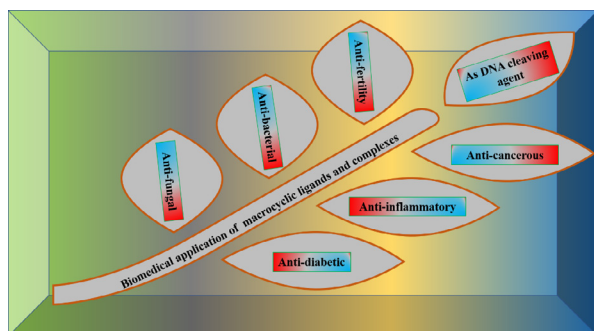 Anti-fertility
As DNA cleaving
agent
Anti-bacterial
Anti-cancerous
Anti-fungal
Anti-inflammatory
Anti-diabetic
Biomedical application of macrocyclic ligands and complexes